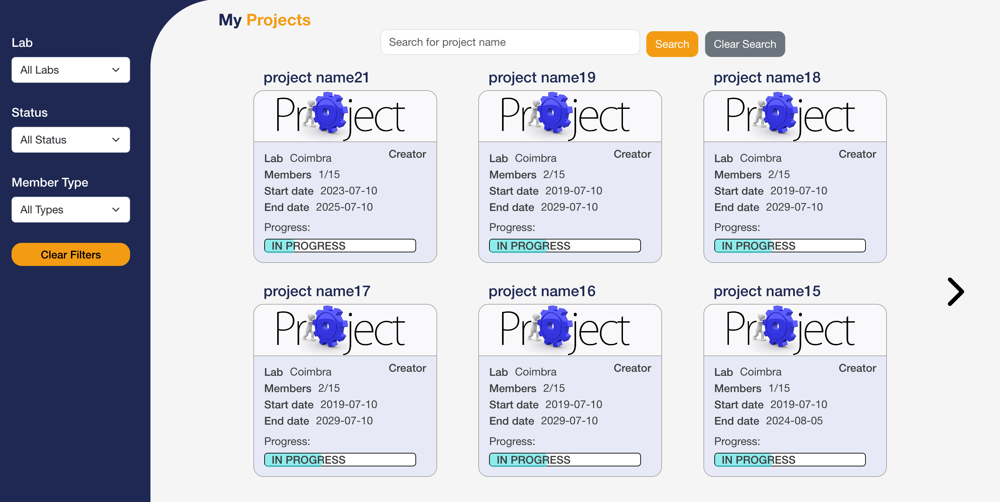 My Projects
Lab
All Labs
Status
All Status
Member Type
All Types
Clear Filters
Search for project name
Search
Clear Search
project name21
Project
Creator
Lab Coimbra
Members 1/15
Start date 2023-07-10
End date 2025-07-10
Progress:
IN PROGRESS
project name19
Project
Creator
Lab Coimbra
Members 2/15
Start date 2019-07-10
End date 2029-07-10
Progress:
IN PROGRESS
project name18
Project
Creator
Lab Coimbra
Members 2/15
Start date 2019-07-10
End date 2029-07-10
Progress:
IN PROGRESS
project name17
Project
Creator
Lab Coimbra
Members 2/15
Start date 2019-07-10
End date 2029-07-10
Progress:
IN PROGRESS
project name16
Project
Creator
Lab Coimbra
Members 2/15
Start date 2019-07-10
End date 2029-07-10
Progress:
IN PROGRESS
project name15
Project
Creator
Lab Coimbra
Members 1/15
Start date 2019-07-10
End date 2024-08-05
Progress:
IN PROGRESS